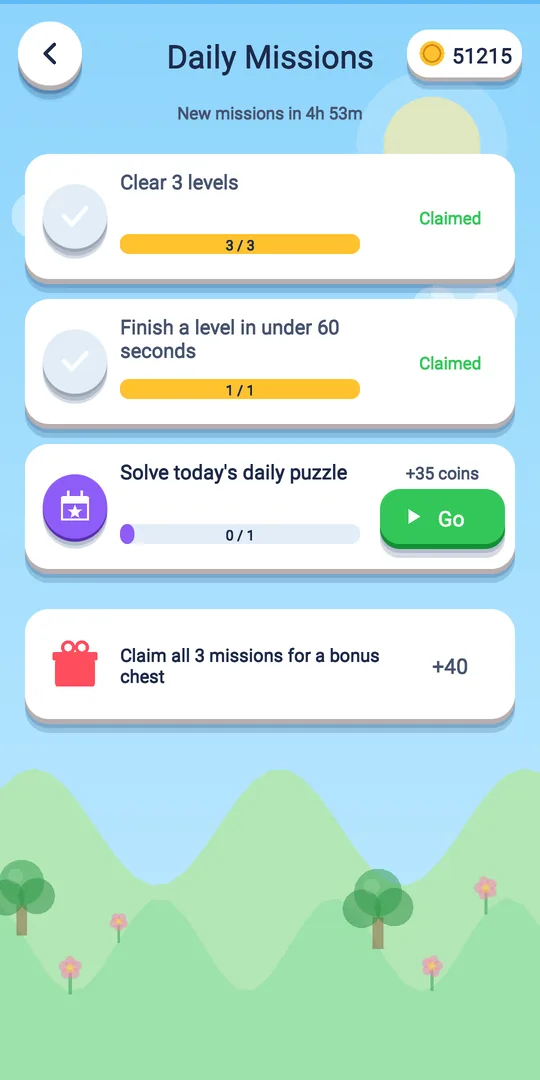 Daily Missions
51215
New missions in 4h 53m
Clear 3 levels
Claimed
3 / 3
Finish a level in under 60
seconds
Claimed
1 / 1
Solve today's daily puzzle
+35 coins
Go
0 / 1
Claim all 3 missions for a bonus
chest
+40